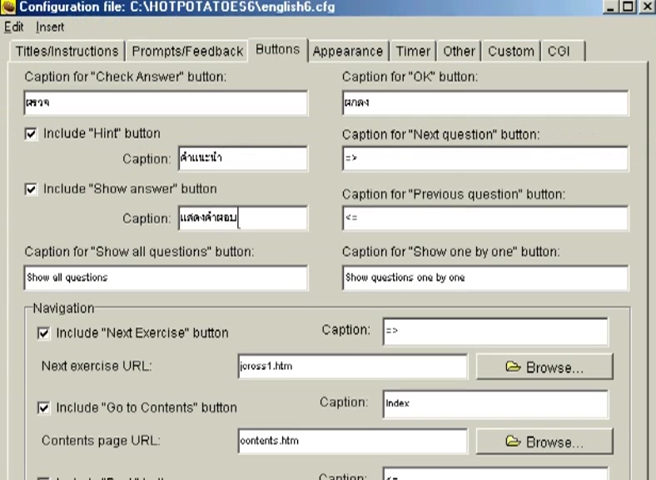 Configuration file: C:\HOTPOTATOES6\english6.cfg
Edit Insert
Titles/Instructions Prompts/Feedback Buttons Appearance Timer Other Custom CGI
Caption for "Check Answer" button: Caption for "OK" button:
ตรวจ ตกลง
Include "Hint" button Caption for "Next question" button:
Caption: คำแนะนำ =>
Include "Show answer" button Caption for "Previous question" button:
Caption: แสดงคำตอบ <=
Caption for "Show all questions" button: Caption for "Show one by one" button:
Show all questions Show questions one by one
Navigation
Include "Next Exercise" button Caption: =>
Next exercise URL: jcross1.htm Browse...
Include "Go to Contents" button Caption: Index
Contents page URL: contents.htm Browse...